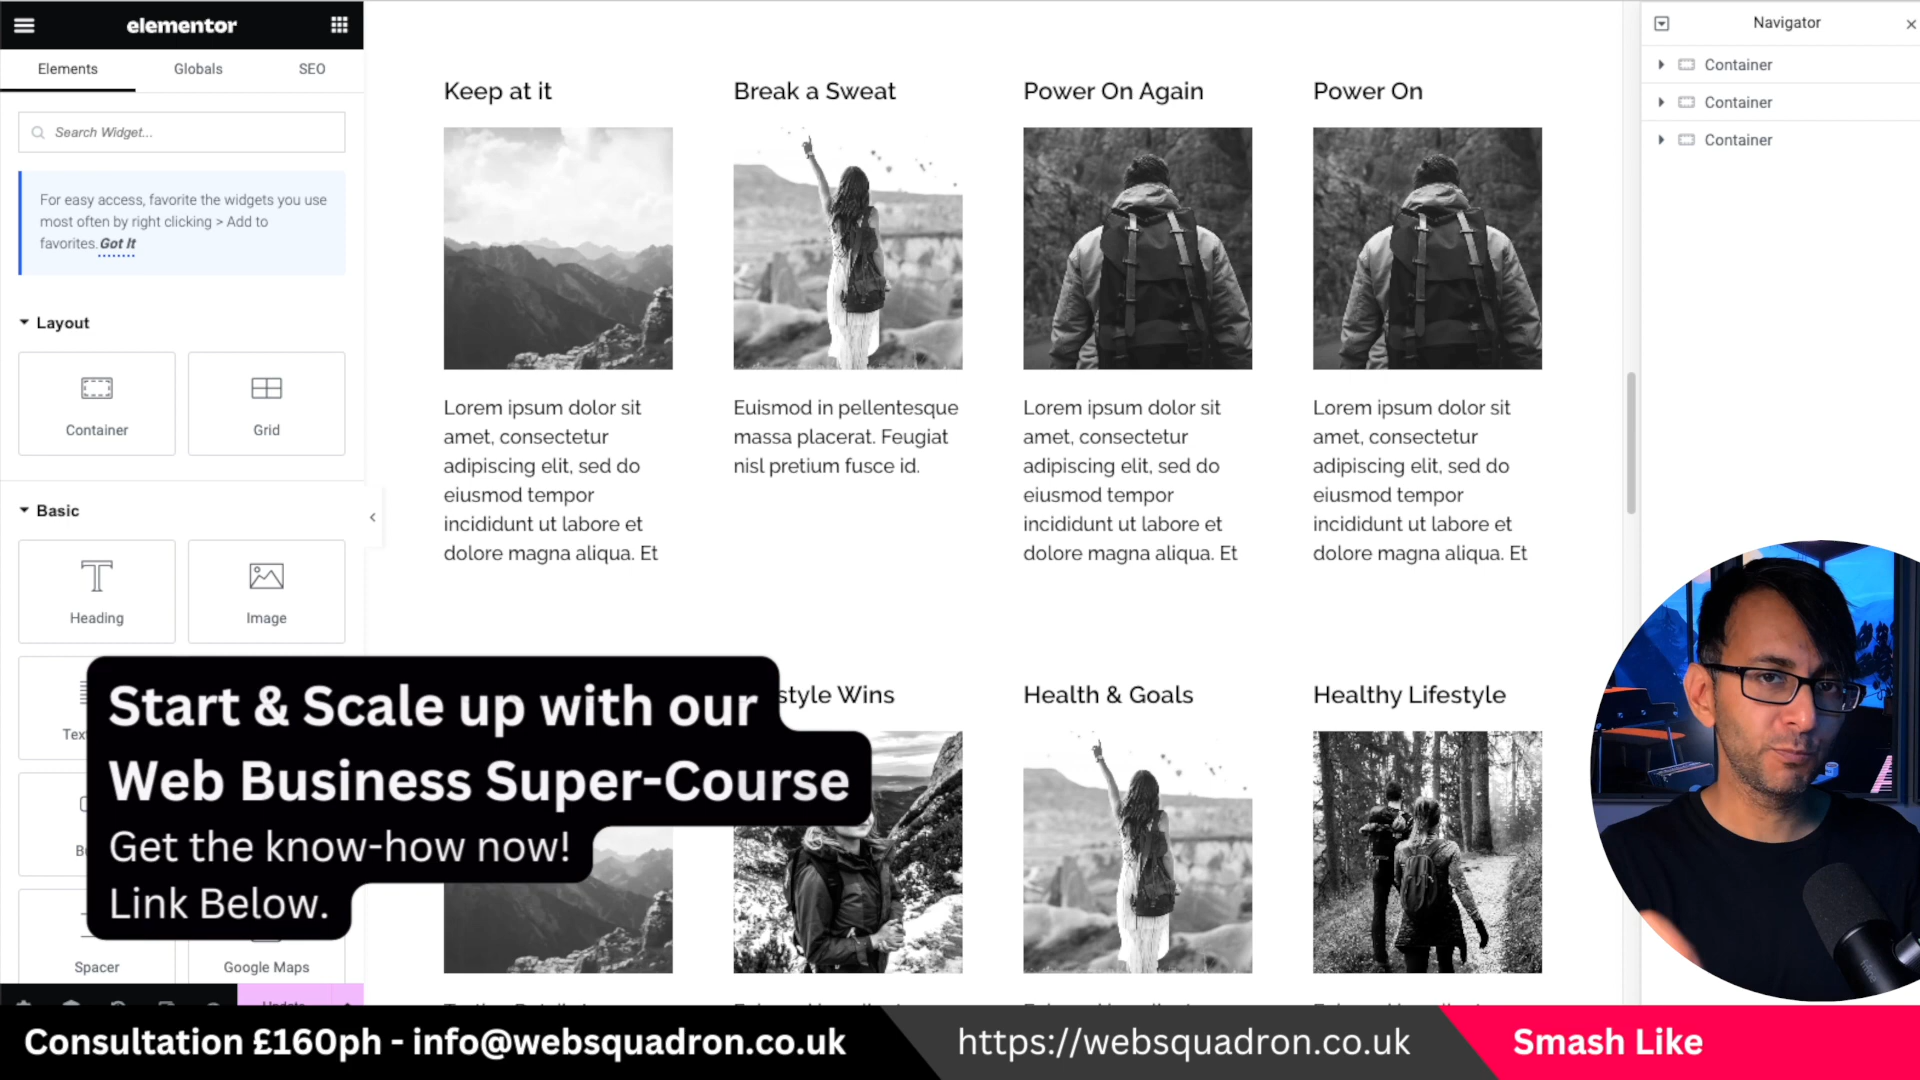 elementor
Elements
Globals
SEO
Search Widget...
For easy access, favorite the widgets you use
most often by right clicking > Add to
favorites. Got It
Layout
Container
Grid
Basic
Heading
Image
Spacer
Google Maps
Keep at it
Break a Sweat
Power On Again
Power On
Lorem ipsum dolor sit
amet, consectetur
adipiscing elit, sed do
eiusmod tempor
incididunt ut labore et
dolore magna aliqua. Et
Euismod in pellentesque
massa placerat. Feugiat
nisl pretium fusce id.
Lorem ipsum dolor sit
amet, consectetur
adipiscing elit, sed do
eiusmod tempor
incididunt ut labore et
dolore magna aliqua. Et
Lorem ipsum dolor sit
amet, consectetur
adipiscing elit, sed do
eiusmod tempor
incididunt ut labore et
dolore magna aliqua. Et
style Wins
Health & Goals
Healthy Lifestyle
Navigator
Container
Container
Container
Start & Scale up with our
Web Business Super-Course
Get the know-how now!
Link Below.
Consultation £160ph - info@websquadron.co.uk
https://websquadron.co.uk
Smash Like